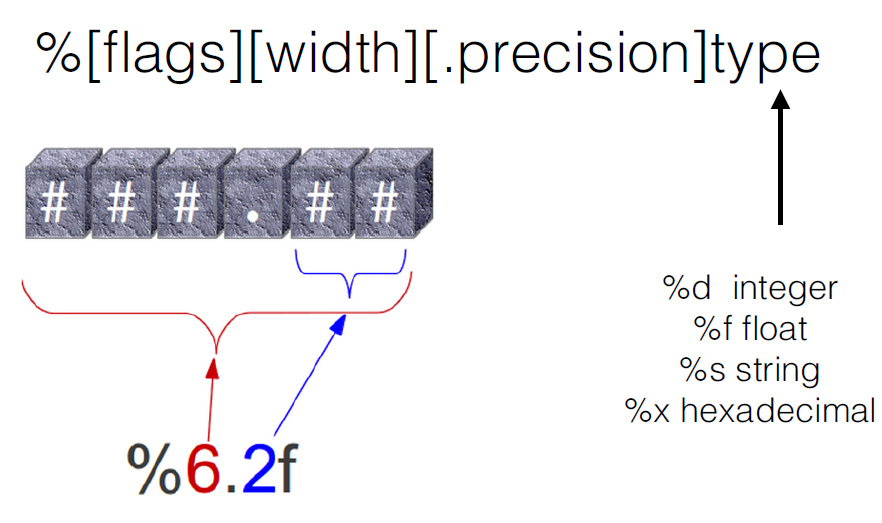 %[flags][width][.precision]type
###.##
%d integer
%f float
%s string
%x hexadecimal
%6.2f